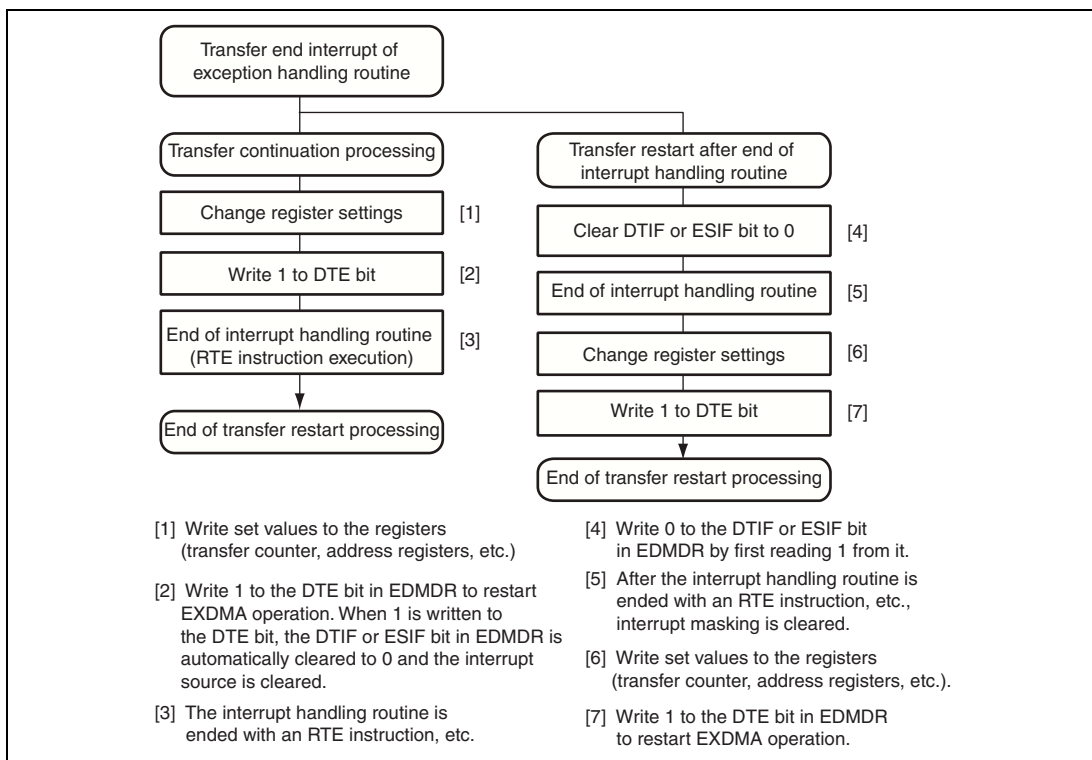 Transfer end interrupt of
exception handling routine
Transfer continuation processing
Change register settings
[1]
Write 1 to DTE bit
[2]
End of interrupt handling routine
(RTE instruction execution)
[3]
End of transfer restart processing
Transfer restart after end of
interrupt handling routine
Clear DTIF or ESIF bit to 0
[4]
End of interrupt handling routine
[5]
Change register settings
[6]
Write 1 to DTE bit
[7]
End of transfer restart processing
[1] Write set values to the registers
(transfer counter, address registers, etc.)
[2] Write 1 to the DTE bit in EDMDR to restart
EXDMA operation. When 1 is written to
the DTE bit, the DTIF or ESIF bit in EDMDR is
automatically cleared to 0 and the interrupt
source is cleared.
[3] The interrupt handling routine is
ended with an RTE instruction, etc.
[4] Write 0 to the DTIF or ESIF bit
in EDMDR by first reading 1 from it.
[5] After the interrupt handling routine is
ended with an RTE instruction, etc.,
interrupt masking is cleared.
[6] Write set values to the registers
(transfer counter, address registers, etc.).
[7] Write 1 to the DTE bit in EDMDR
to restart EXDMA operation.